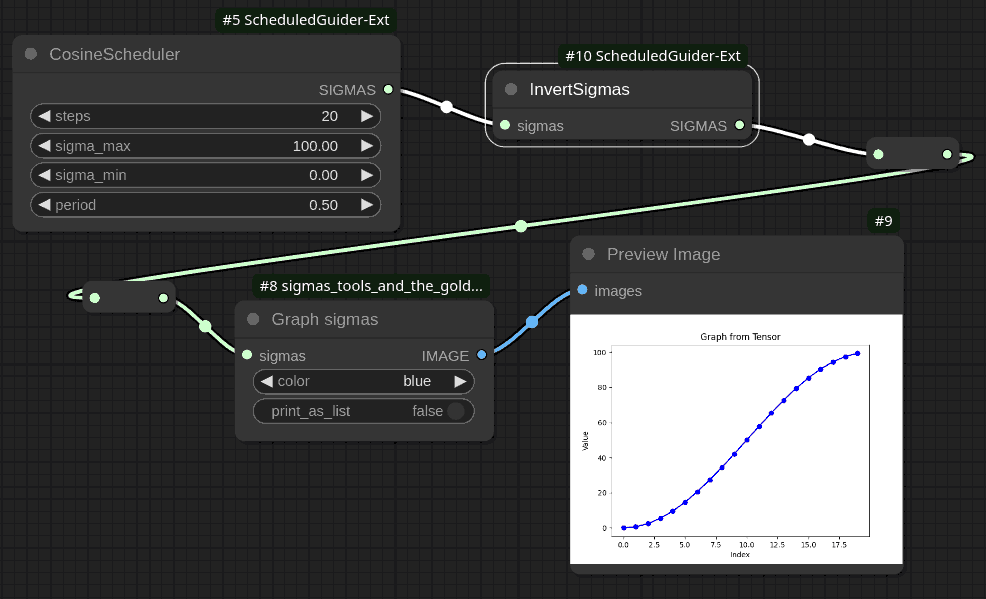 #5 ScheduledGuider-Ext
CosineScheduler
SIGMAS
steps 20
sigma_max 100.00
sigma_min 0.00
period 0.50
#10 ScheduledGuider-Ext
InvertSigmas
sigmas SIGMAS
#8 sigmas_tools_and_the_gold...
Graph sigmas
sigmas IMAGE
color blue
print_as_list false
#9
Preview Image
images
Graph from Tensor
100
80
60
40
20
0
Value
0.0 2.5 5.0 7.5 10.0 12.5 15.0 17.5
Index